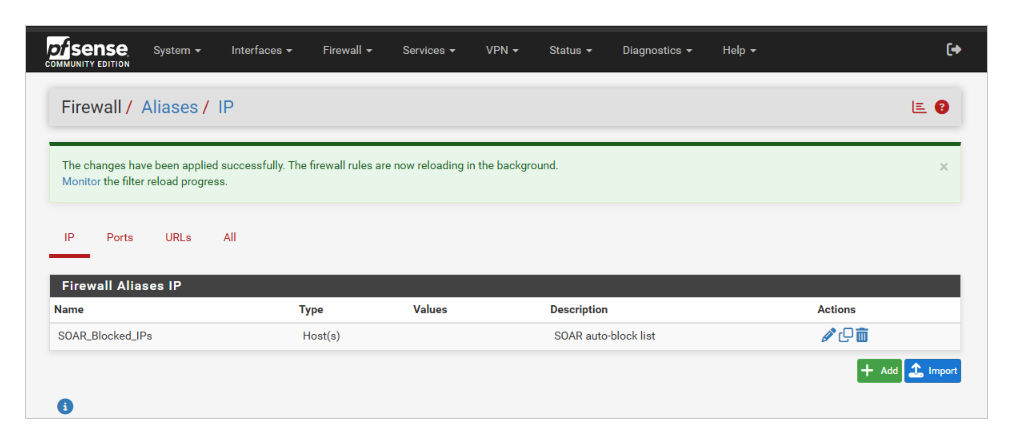 pfsense
COMMUNITY EDITION
System Interfaces Firewall Services VPN Status Diagnostics Help
Firewall / Aliases / IP
The changes have been applied successfully. The firewall rules are now reloading in the background.
Monitor the filter reload progress.
×
IP Ports URLs All
Firewall Aliases IP
Name Type Values Description Actions
SOAR_Blocked_IPs Host(s) SOAR auto-block list
Add Import